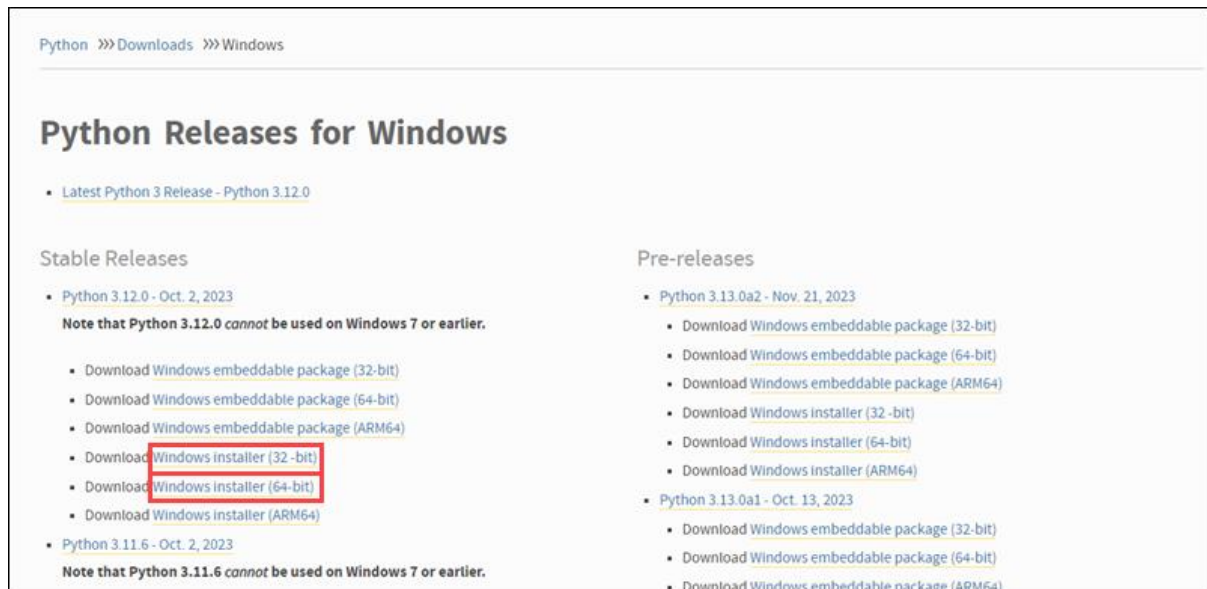 Python >>> Downloads >>> Windows
Python Releases for Windows
Latest Python 3 Release - Python 3.12.0
Stable Releases
Python 3.12.0 - Oct. 2, 2023
Note that Python 3.12.0 cannot be used on Windows 7 or earlier.
Download Windows embeddable package (32-bit)
Download Windows embeddable package (64-bit)
Download Windows embeddable package (ARM64)
Download Windows installer (32 -bit)
Download Windows installer (64-bit)
Download Windows installer (ARM64)
Python 3.11.6 - Oct. 2, 2023
Note that Python 3.11.6 cannot be used on Windows 7 or earlier.
Pre-releases
Python 3.13.0a2 - Nov. 21, 2023
Download Windows embeddable package (32-bit)
Download Windows embeddable package (64-bit)
Download Windows embeddable package (ARM64)
Download Windows installer (32 -bit)
Download Windows installer (64-bit)
Download Windows installer (ARM64)
Python 3.13.0a1 - Oct. 13, 2023
Download Windows embeddable package (32-bit)
Download Windows embeddable package (64-bit)
Download Windows embeddable package (ARM64)